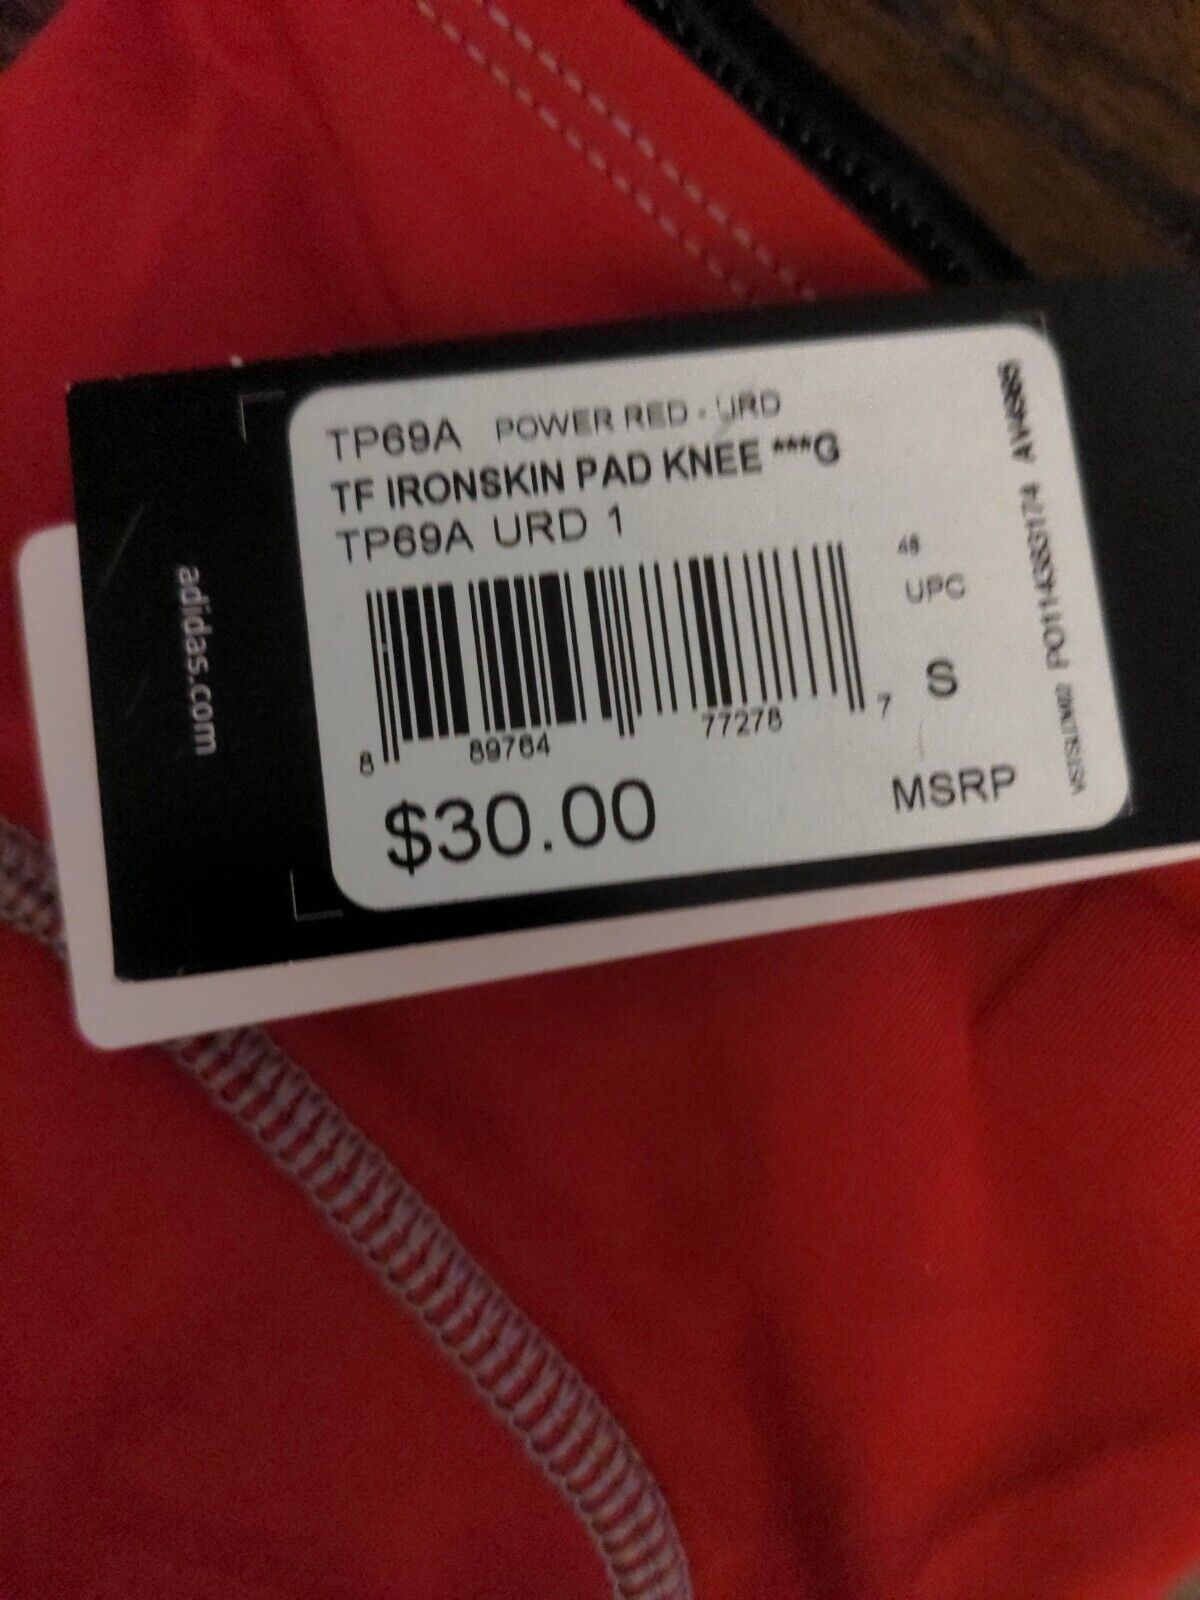 TP69A POWER RED - URD
TF IRONSKIN PAD KNEE ***G
TP69A URD 1
48
UPC
S
8 89764 77278 7
$30.00 MSRP
adidas.com